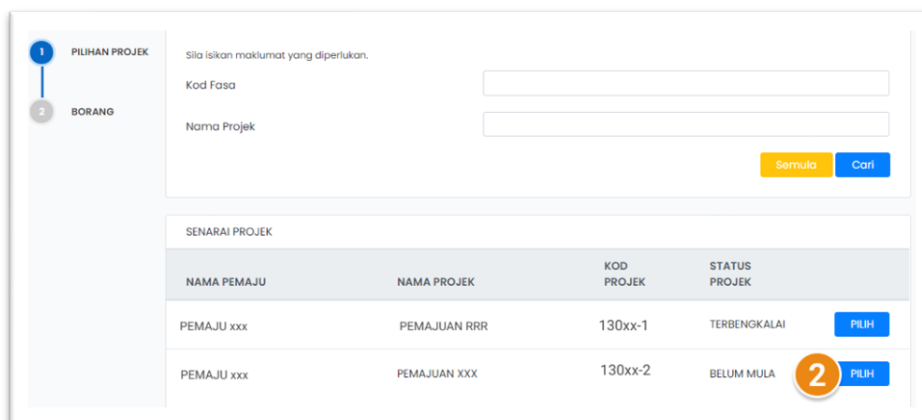 1 PILIHAN PROJEK
2 BORANG
Sila isikan maklumat yang diperlukan.
Kod Fasa
Nama Projek
Semula Cari
SENARAI PROJEK
NAMA PEMAJU NAMA PROJEK KOD PROJEK STATUS PROJEK
PEMAJU xxx PEMAJUAN RRR 130xx-1 TERBENGKALAI PILIH
PEMAJU xxx PEMAJUAN XXX 130xx-2 BELUM MULA 2 PILIH